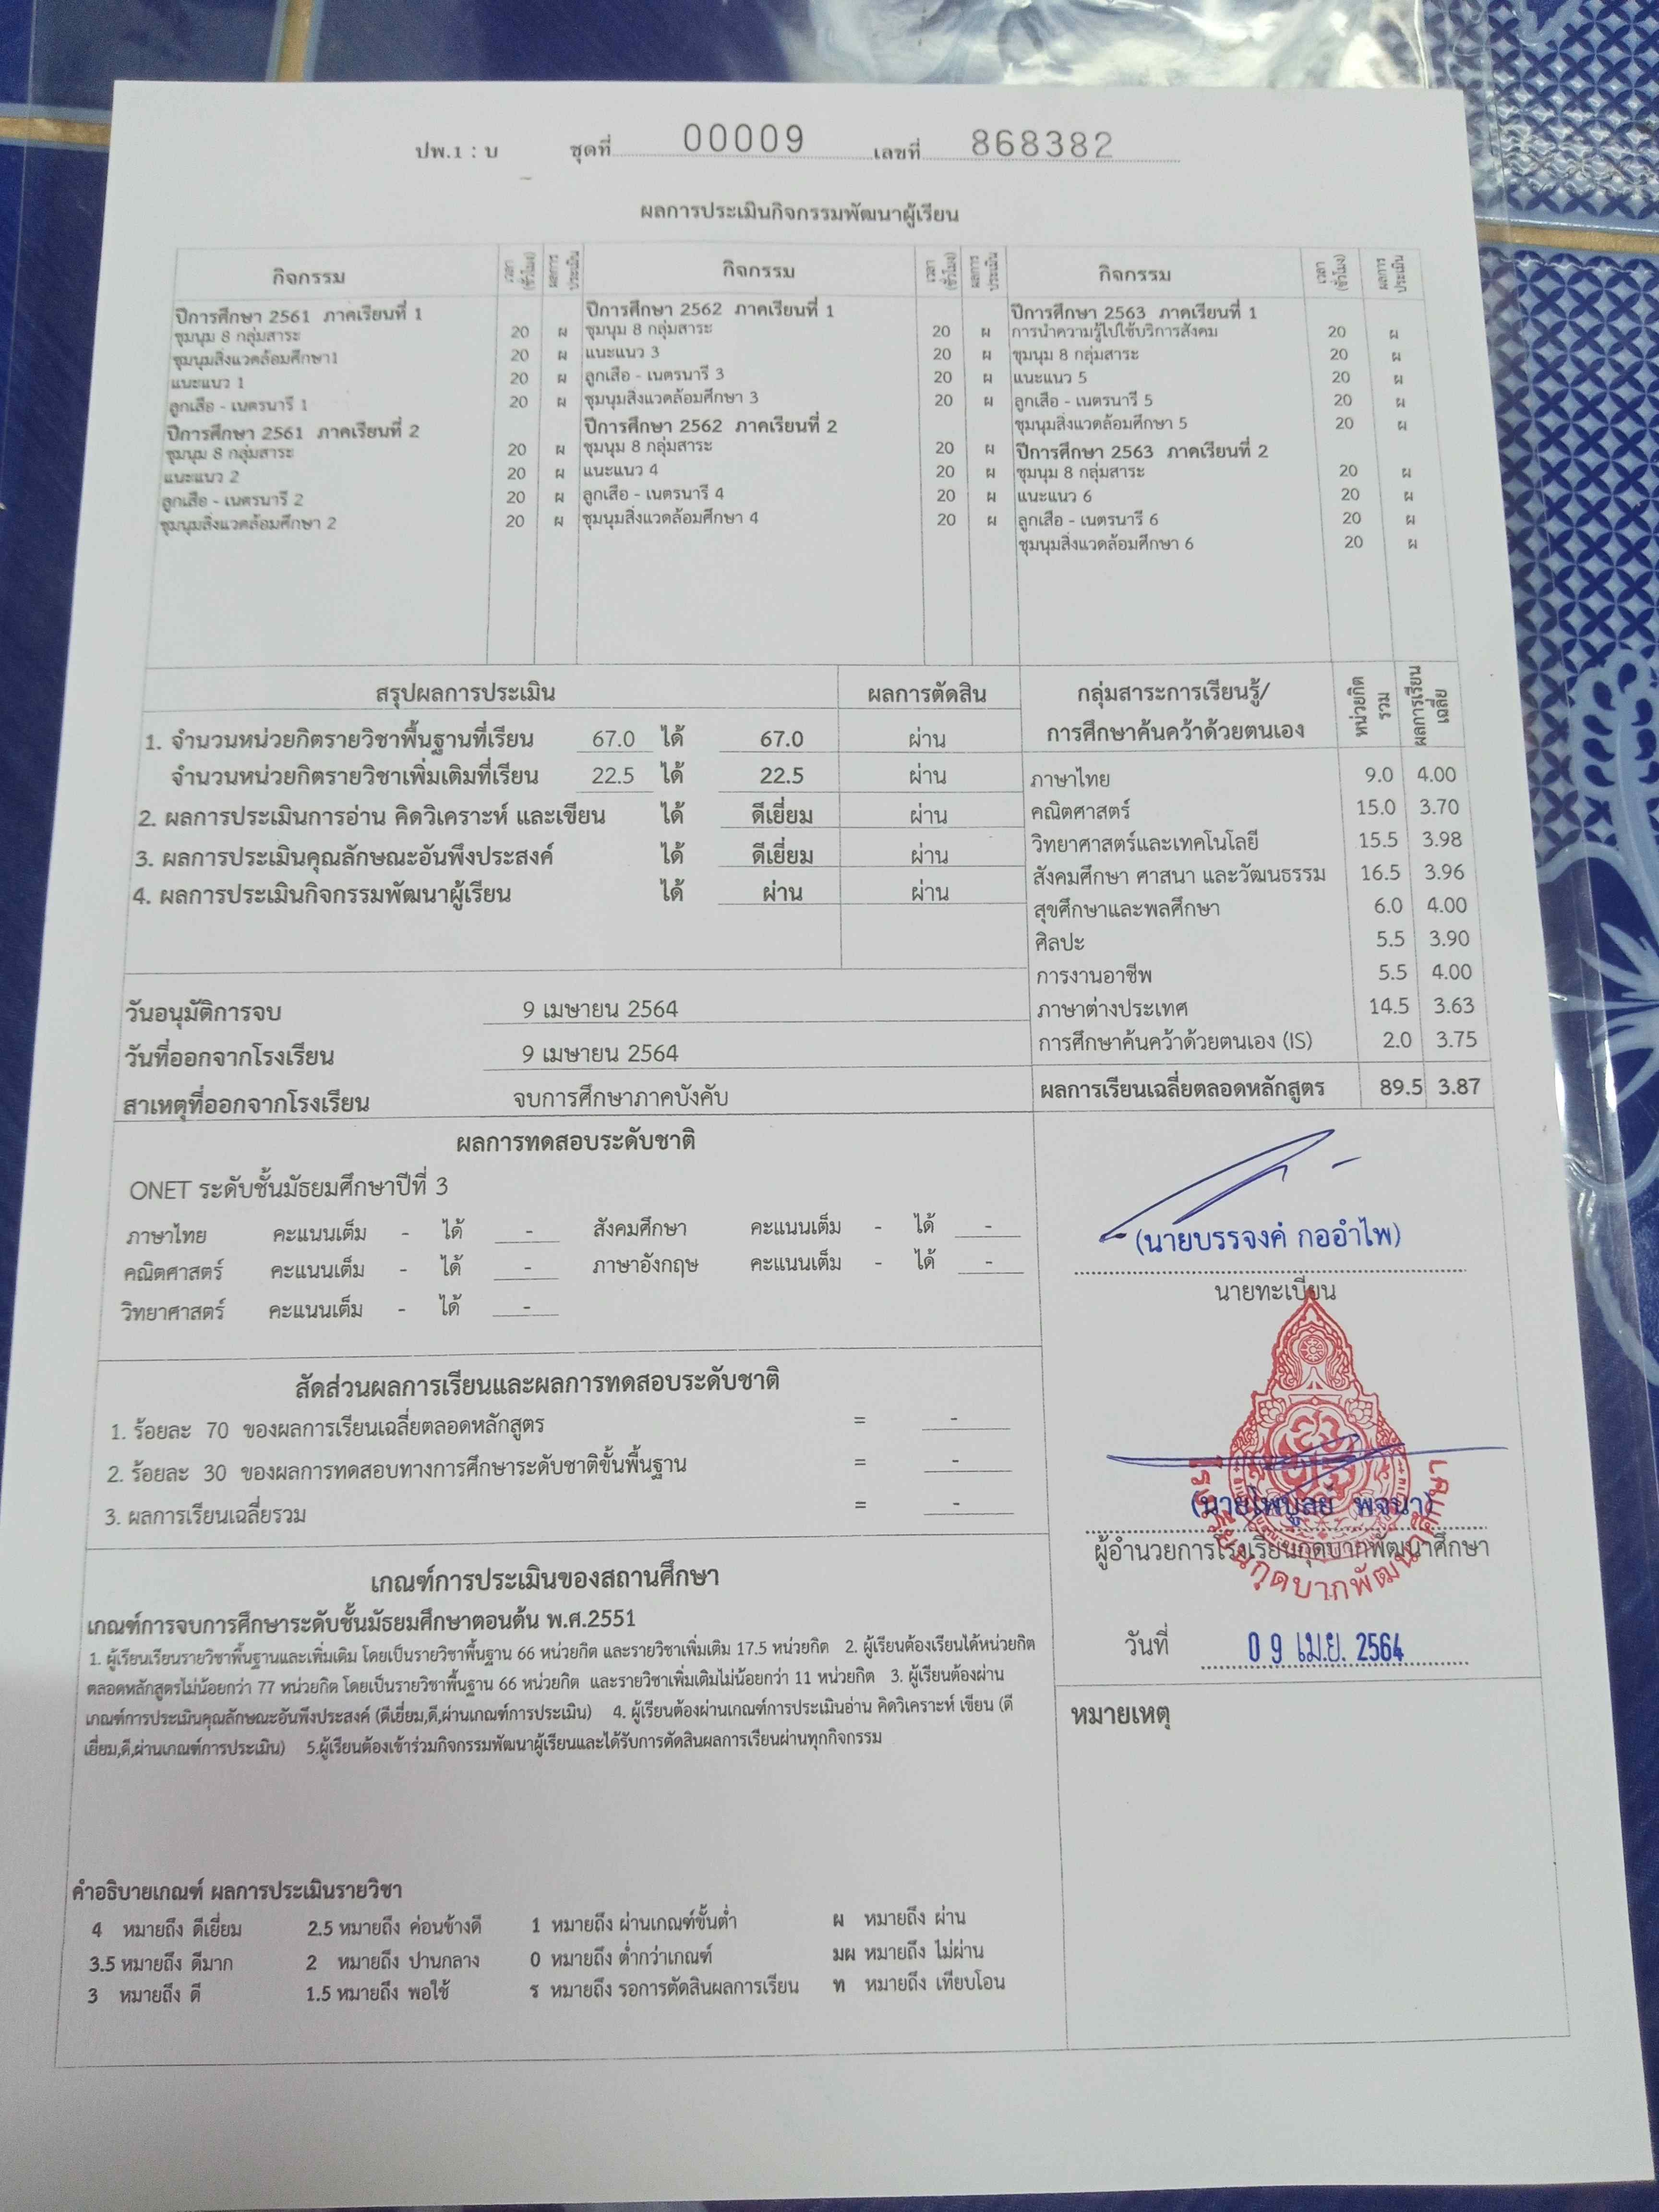 ปพ.1 : บ ชุดที่ 00009 เลขที่ 868382
ผลการประเมินกิจกรรมพัฒนาผู้เรียน
กิจกรรม เวลา (ชั่วโมง) ผลการประเมิน กิจกรรม เวลา (ชั่วโมง) ผลการประเมิน กิจกรรม เวลา (ชั่วโมง) ผลการประเมิน
ปีการศึกษา 2561 ภาคเรียนที่ 1
ชุมนุม 8 กลุ่มสาระ 20 ผ
ชุมนุมสิ่งแวดล้อมศึกษา1 20 ผ
แนะแนว 1 20 ผ
ลูกเสือ - เนตรนารี 1 20 ผ
ปีการศึกษา 2561 ภาคเรียนที่ 2
ชุมนุม 8 กลุ่มสาระ 20 ผ
แนะแนว 2 20 ผ
ลูกเสือ - เนตรนารี 2 20 ผ
ชุมนุมสิ่งแวดล้อมศึกษา 2 20 ผ
ปีการศึกษา 2562 ภาคเรียนที่ 1
ชุมนุม 8 กลุ่มสาระ 20 ผ
แนะแนว 3 20 ผ
ลูกเสือ - เนตรนารี 3 20 ผ
ชุมนุมสิ่งแวดล้อมศึกษา 3 20 ผ
ปีการศึกษา 2562 ภาคเรียนที่ 2
ชุมนุม 8 กลุ่มสาระ 20 ผ
แนะแนว 4 20 ผ
ลูกเสือ - เนตรนารี 4 20 ผ
ชุมนุมสิ่งแวดล้อมศึกษา 4 20 ผ
ปีการศึกษา 2563 ภาคเรียนที่ 1
การนำความรู้ไปใช้บริการสังคม 20 ผ
ชุมนุม 8 กลุ่มสาระ 20 ผ
แนะแนว 5 20 ผ
ลูกเสือ - เนตรนารี 5 20 ผ
ชุมนุมสิ่งแวดล้อมศึกษา 5 20 ผ
ปีการศึกษา 2563 ภาคเรียนที่ 2
ชุมนุม 8 กลุ่มสาระ 20 ผ
แนะแนว 6 20 ผ
ลูกเสือ - เนตรนารี 6 20 ผ
ชุมนุมสิ่งแวดล้อมศึกษา 6 20 ผ
สรุปผลการประเมิน ผลการตัดสิน
1. จำนวนหน่วยกิตรายวิชาพื้นฐานที่เรียน 67.0 ได้ 67.0 ผ่าน
จำนวนหน่วยกิตรายวิชาเพิ่มเติมที่เรียน 22.5 ได้ 22.5 ผ่าน
2. ผลการประเมินการอ่าน คิดวิเคราะห์ และเขียน ได้ ดีเยี่ยม ผ่าน
3. ผลการประเมินคุณลักษณะอันพึงประสงค์ ได้ ดีเยี่ยม ผ่าน
4. ผลการประเมินกิจกรรมพัฒนาผู้เรียน ได้ ผ่าน ผ่าน
วันอนุมัติการจบ 9 เมษายน 2564
วันที่ออกจากโรงเรียน 9 เมษายน 2564
สาเหตุที่ออกจากโรงเรียน จบการศึกษาภาคบังคับ
กลุ่มสาระการเรียนรู้/ การศึกษาค้นคว้าด้วยตนเอง หน่วยกิตรวม ผลการเรียนเฉลี่ย
ภาษาไทย 9.0 4.00
คณิตศาสตร์ 15.0 3.70
วิทยาศาสตร์และเทคโนโลยี 15.5 3.98
สังคมศึกษา ศาสนา และวัฒนธรรม 16.5 3.96
สุขศึกษาและพลศึกษา 6.0 4.00
ศิลปะ 5.5 3.90
การงานอาชีพ 5.5 4.00
ภาษาต่างประเทศ 14.5 3.63
การศึกษาค้นคว้าด้วยตนเอง (IS) 2.0 3.75
ผลการเรียนเฉลี่ยตลอดหลักสูตร 89.5 3.87
ผลการทดสอบระดับชาติ
ONET ระดับชั้นมัธยมศึกษาปีที่ 3
ภาษาไทย คะแนนเต็ม - ได้ - สังคมศึกษา คะแนนเต็ม - ได้ -
คณิตศาสตร์ คะแนนเต็ม - ได้ - ภาษาอังกฤษ คะแนนเต็ม - ได้ -
วิทยาศาสตร์ คะแนนเต็ม - ได้ -
สัดส่วนผลการเรียนและผลการทดสอบระดับชาติ
1. ร้อยละ 70 ของผลการเรียนเฉลี่ยตลอดหลักสูตร = -
2. ร้อยละ 30 ของผลการทดสอบทางการศึกษาระดับชาติขั้นพื้นฐาน = -
3. ผลการเรียนเฉลี่ยรวม = -
เกณฑ์การประเมินของสถานศึกษา
เกณฑ์การจบการศึกษาระดับชั้นมัธยมศึกษาตอนต้น พ.ศ.2551
1. ผู้เรียนเรียนรายวิชาพื้นฐานและเพิ่มเติม โดยเป็นรายวิชาพื้นฐาน 66 หน่วยกิต และรายวิชาเพิ่มเติม 17.5 หน่วยกิต 2. ผู้เรียนต้องเรียนได้หน่วยกิต
ตลอดหลักสูตรไม่น้อยกว่า 77 หน่วยกิต โดยเป็นรายวิชาพื้นฐาน 66 หน่วยกิต และรายวิชาเพิ่มเติมไม่น้อยกว่า 11 หน่วยกิต 3. ผู้เรียนต้องผ่าน
เกณฑ์การประเมินคุณลักษณะอันพึงประสงค์ (ดีเยี่ยม,ดี,ผ่านเกณฑ์การประเมิน) 4. ผู้เรียนต้องผ่านเกณฑ์การประเมินอ่าน คิดวิเคราะห์ เขียน (ดี
เยี่ยม,ดี,ผ่านเกณฑ์การประเมิน) 5.ผู้เรียนต้องเข้าร่วมกิจกรรมพัฒนาผู้เรียนและได้รับการตัดสินผลการเรียนผ่านทุกกิจกรรม
คำอธิบายเกณฑ์ ผลการประเมินรายวิชา
4 หมายถึง ดีเยี่ยม 2.5 หมายถึง ค่อนข้างดี 1 หมายถึง ผ่านเกณฑ์ขั้นต่ำ ผ หมายถึง ผ่าน
3.5 หมายถึง ดีมาก 2 หมายถึง ปานกลาง 0 หมายถึง ต่ำกว่าเกณฑ์ มผ หมายถึง ไม่ผ่าน
3 หมายถึง ดี 1.5 หมายถึง พอใช้ ร หมายถึง รอการตัดสินผลการเรียน ท หมายถึง เทียบโอน
(นายบรรจงค์ กออำไพ)
นายทะเบียน
(นายไพบูลย์ พจนา)
ผู้อำนวยการโรงเรียนกุดบากพัฒนาศึกษา
โรงเรียนกุดบากพัฒนาศึกษา
วันที่ 09 เม.ย. 2564
หมายเหตุ